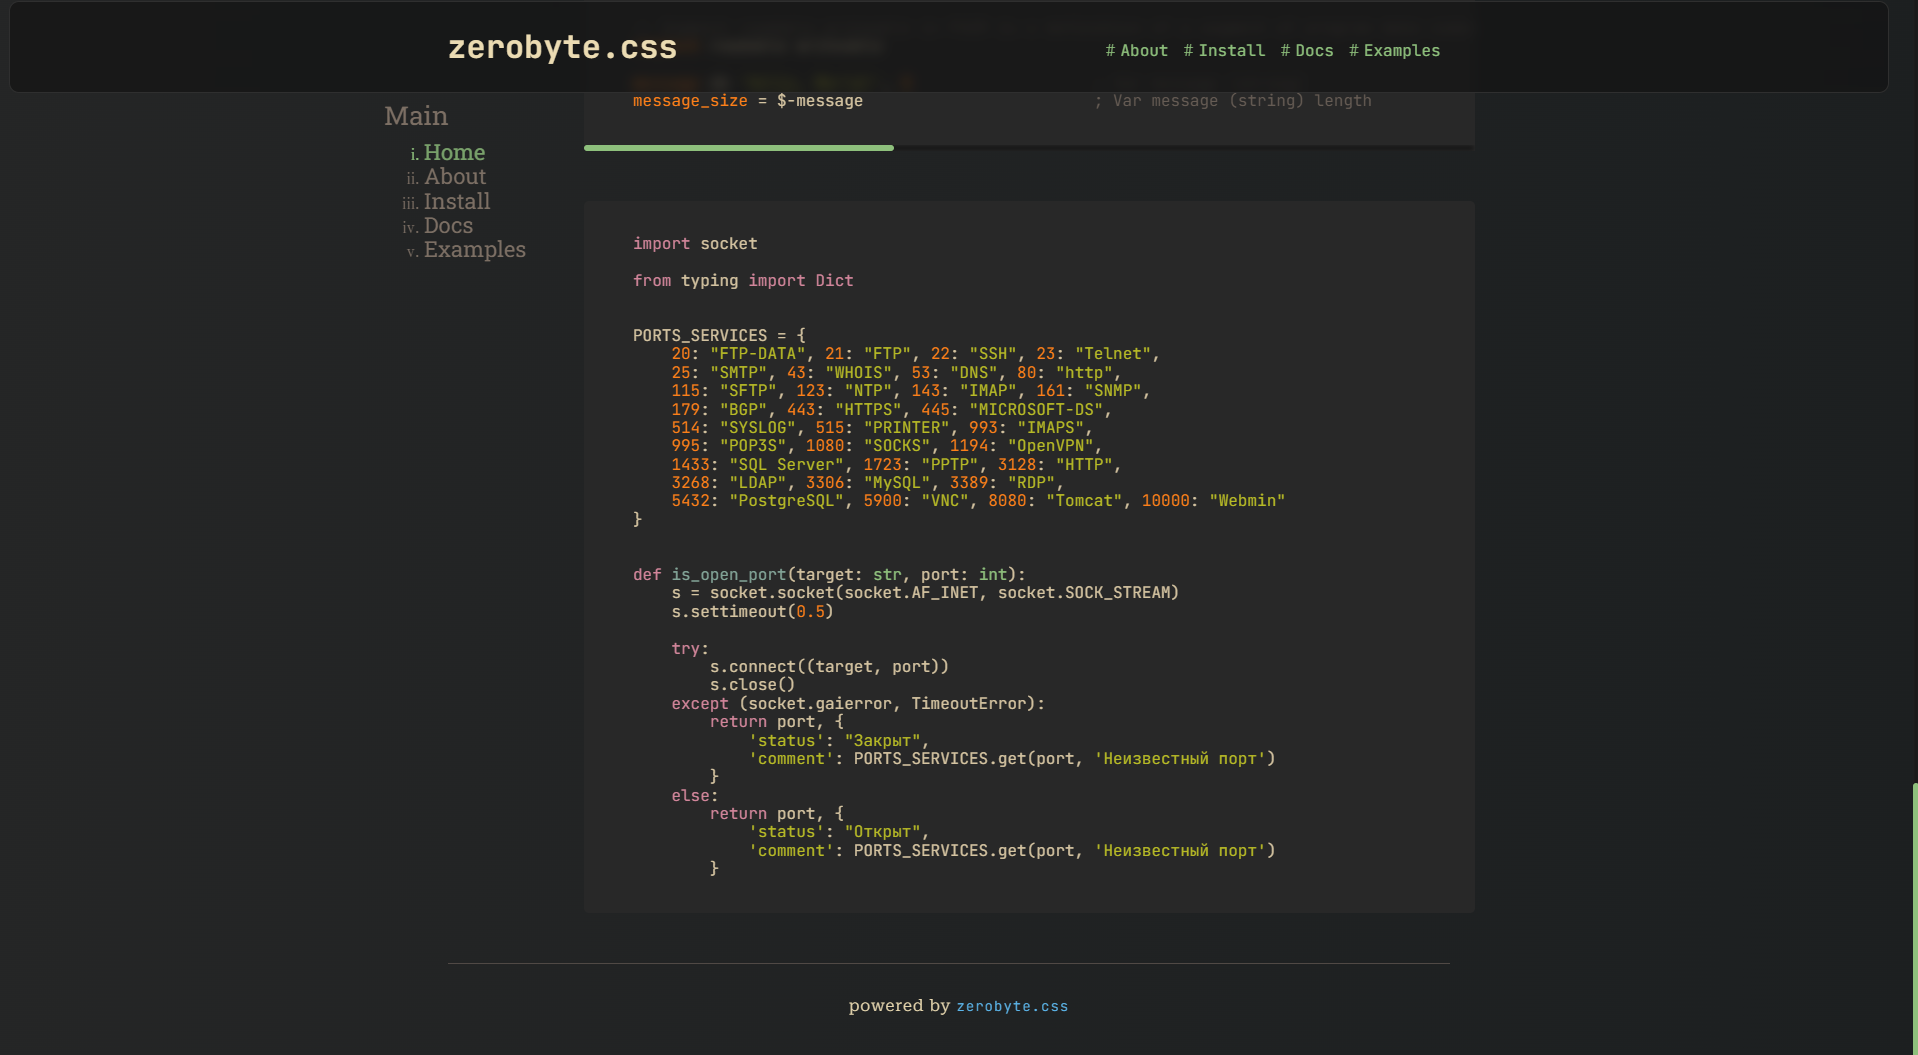 zerobyte.css
# About # Install # Docs # Examples
message_size = $-message ; Var message (string) length
Main
i. Home
ii. About
iii. Install
iv. Docs
v. Examples
import socket
from typing import Dict
PORTS_SERVICES = {
20: "FTP-DATA", 21: "FTP", 22: "SSH", 23: "Telnet",
25: "SMTP", 43: "WHOIS", 53: "DNS", 80: "http",
115: "SFTP", 123: "NTP", 143: "IMAP", 161: "SNMP",
179: "BGP", 443: "HTTPS", 445: "MICROSOFT-DS",
514: "SYSLOG", 515: "PRINTER", 993: "IMAPS",
995: "POP3S", 1080: "SOCKS", 1194: "OpenVPN",
1433: "SQL Server", 1723: "PPTP", 3128: "HTTP",
3268: "LDAP", 3306: "MySQL", 3389: "RDP",
5432: "PostgreSQL", 5900: "VNC", 8080: "Tomcat", 10000: "Webmin"
}
def is_open_port(target: str, port: int):
s = socket.socket(socket.AF_INET, socket.SOCK_STREAM)
s.settimeout(0.5)
try:
s.connect((target, port))
s.close()
except (socket.gaierror, TimeoutError):
return port, {
'status': "Закрыт",
'comment': PORTS_SERVICES.get(port, 'Неизвестный порт')
}
else:
return port, {
'status': "Открыт",
'comment': PORTS_SERVICES.get(port, 'Неизвестный порт')
}
powered by zerobyte.css